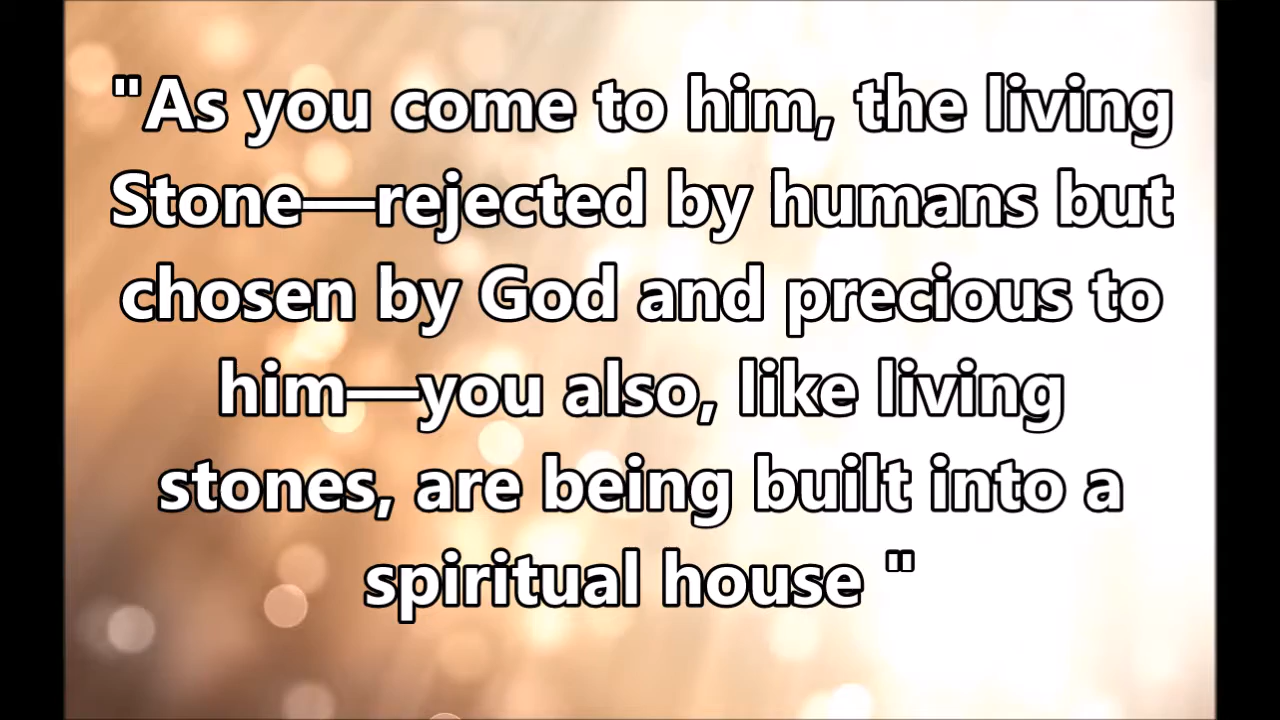 "As you come to him, the living
Stone—rejected by humans but
chosen by God and precious to
him—you also, like living
stones, are being built into a
spiritual house "